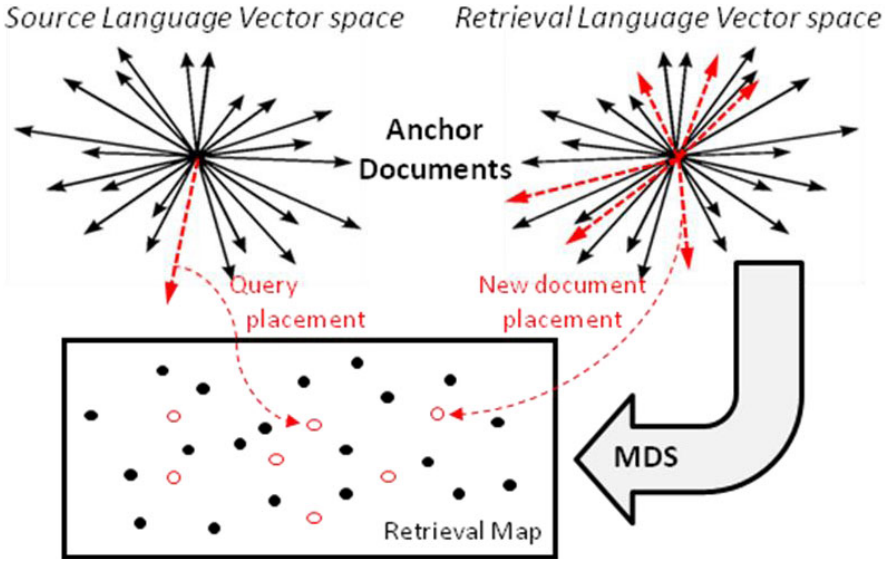 Source Language Vector space
Retrieval Language Vector space
Anchor
Documents
Query
placement
New document
placement
MDS
Retrieval Map